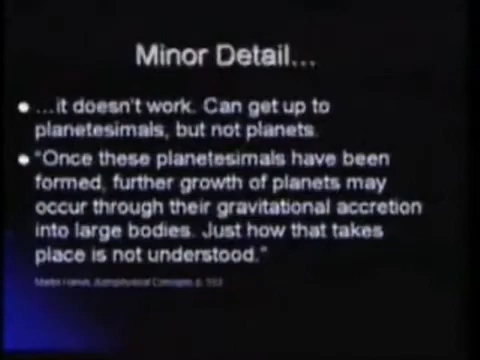 Minor Detail...
...it doesn't work. Can get up to
planetesimals, but not planets.
"Once these planetesimals have been
formed, further growth of planets may
occur through their gravitational accretion
into large bodies. Just how that takes
place is not understood."
Astrophysical Concepts p.